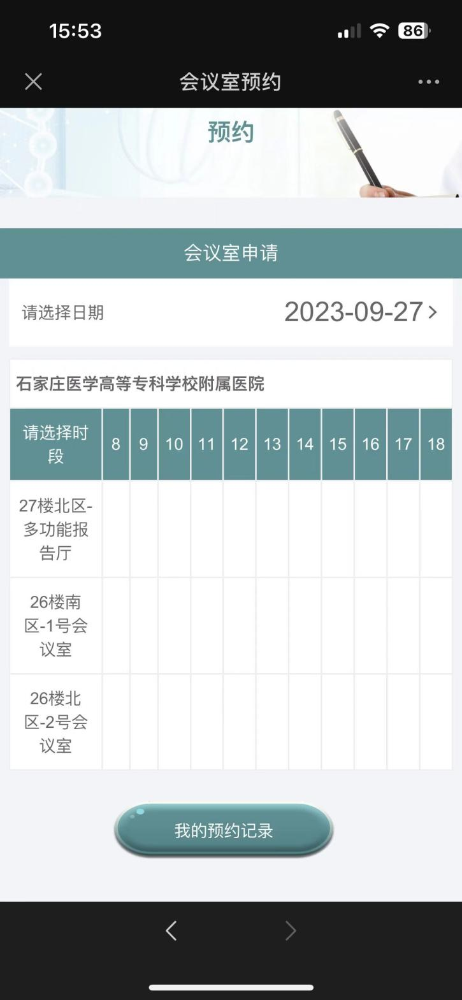 15:53
86
会议室预约
预约
会议室申请
请选择日期
2023-09-27
石家庄医学高等专科学校附属医院
请选择时
段
8 9 10 11 12 13 14 15 16 17 18
27楼北区-
多功能报
告厅
26楼南
区-1号会
议室
26楼北
区-2号会
议室
我的预约记录